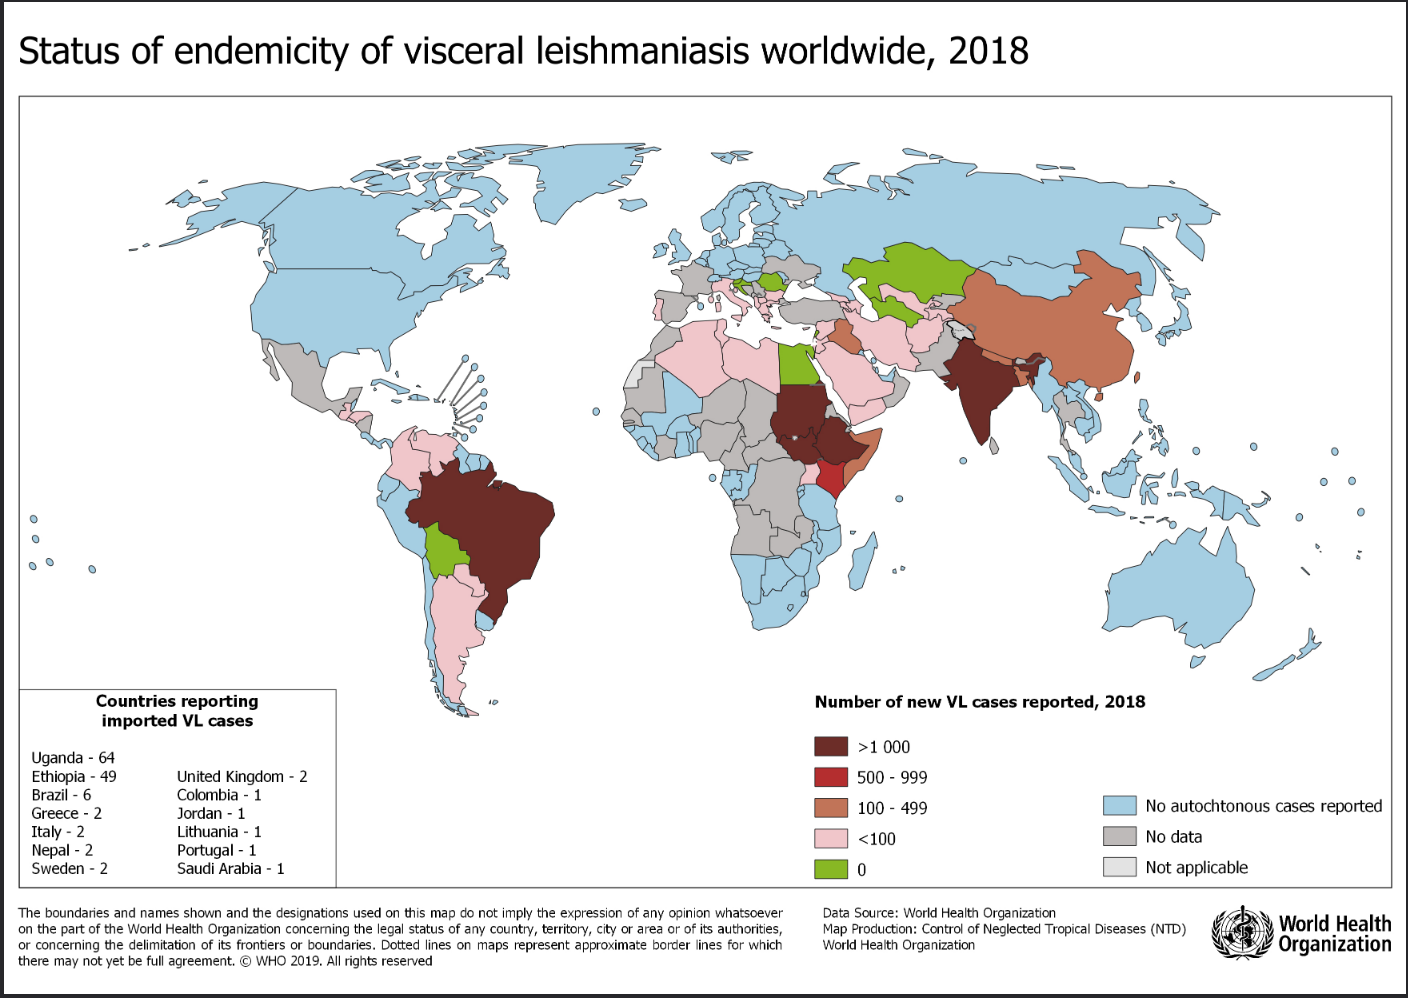 Status of endemicity of visceral leishmaniasis worldwide, 2018
Countries reporting
imported VL cases
Uganda - 64
Ethiopia - 49
Brazil - 6
Greece - 2
Italy - 2
Nepal - 2
Sweden - 2
United Kingdom - 2
Colombia - 1
Jordan - 1
Lithuania - 1
Portugal - 1
Saudi Arabia - 1
Number of new VL cases reported, 2018
>1 000
500 - 999
100 - 499
<100
0
No autochtonous cases reported
No data
Not applicable
The boundaries and names shown and the designations used on this map do not imply the expression of any opinion whatsoever
on the part of the World Health Organization concerning the legal status of any country, territory, city or area or of its authorities,
or concerning the delimitation of its frontiers or boundaries. Dotted lines on maps represent approximate border lines for which
there may not yet be full agreement. © WHO 2019. All rights reserved
Data Source: World Health Organization
Map Production: Control of Neglected Tropical Diseases (NTD)
World Health Organization
World Health
Organization